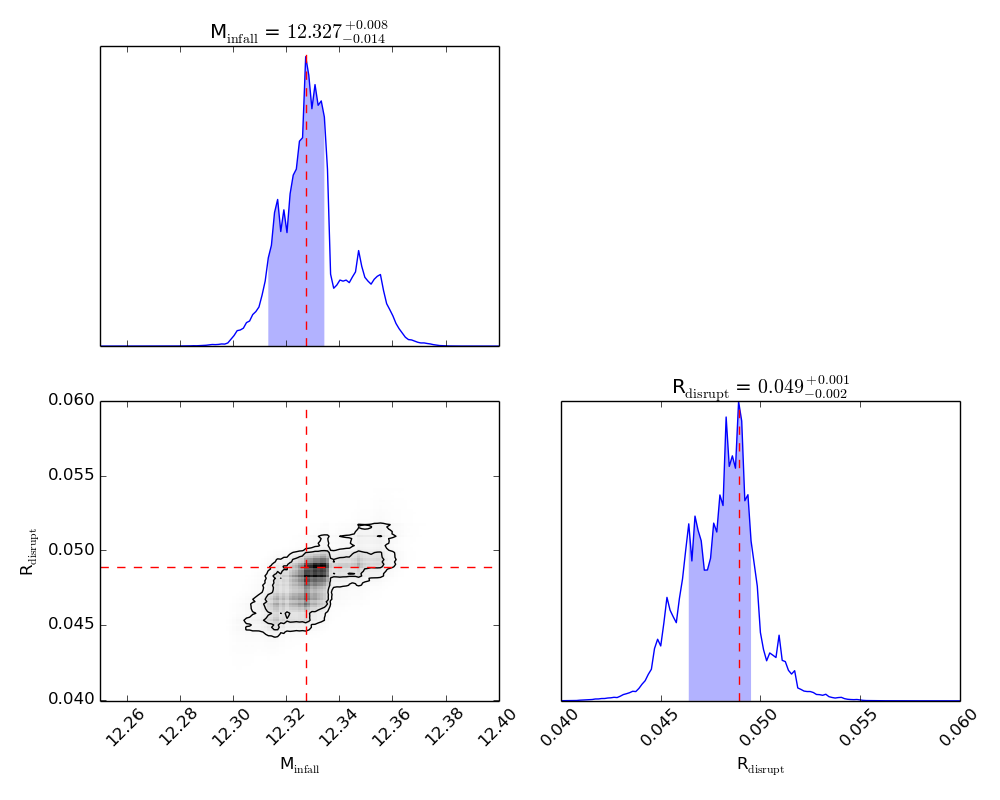 M_infall = 12.327^{+0.008}_{-0.014}
0.060
0.055
0.050
0.045
0.040
R_disrupt
12.26 12.28 12.30 12.32 12.34 12.36 12.38 12.40
M_infall
R_disrupt = 0.049^{+0.001}_{-0.002}
0.040 0.045 0.050 0.055 0.060
R_disrupt